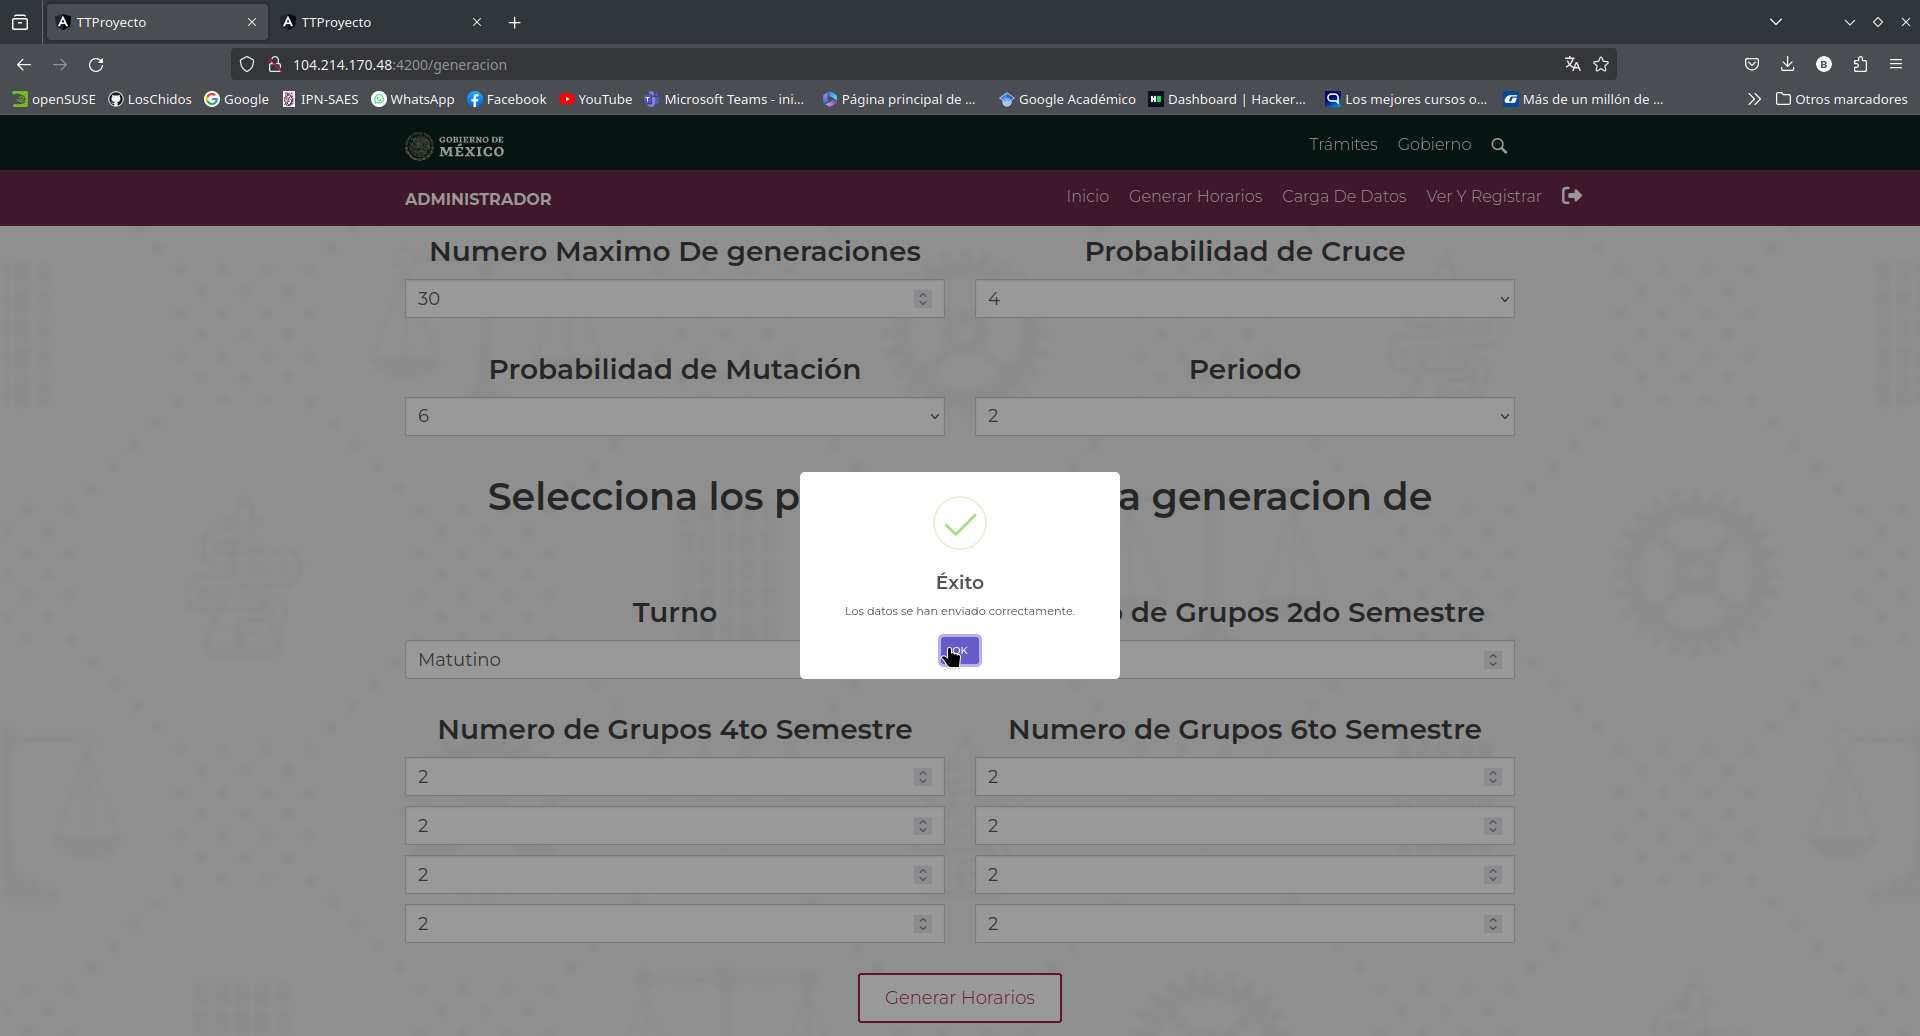 TTProyecto
TTProyecto
104.214.170.48:4200/generacion
B
openSUSE LosChidos Google IPN-SAES WhatsApp Facebook YouTube Microsoft Teams - ini... Página principal de ... Google Académico Dashboard | Hacker... Los mejores cursos o... Más de un millón de ... Otros marcadores
GOBIERNO DE
MÉXICO
Trámites Gobierno
ADMINISTRADOR
Inicio Generar Horarios Carga De Datos Ver Y Registrar
Numero Maximo De generaciones
Probabilidad de Cruce
30
4
Probabilidad de Mutación
Periodo
6
2
Selecciona los p
a generacion de
Éxito
Los datos se han enviado correctamente.
OK
Turno
de Grupos 2do Semestre
Matutino
Numero de Grupos 4to Semestre
Numero de Grupos 6to Semestre
2
2
2
2
2
2
2
2
Generar Horarios